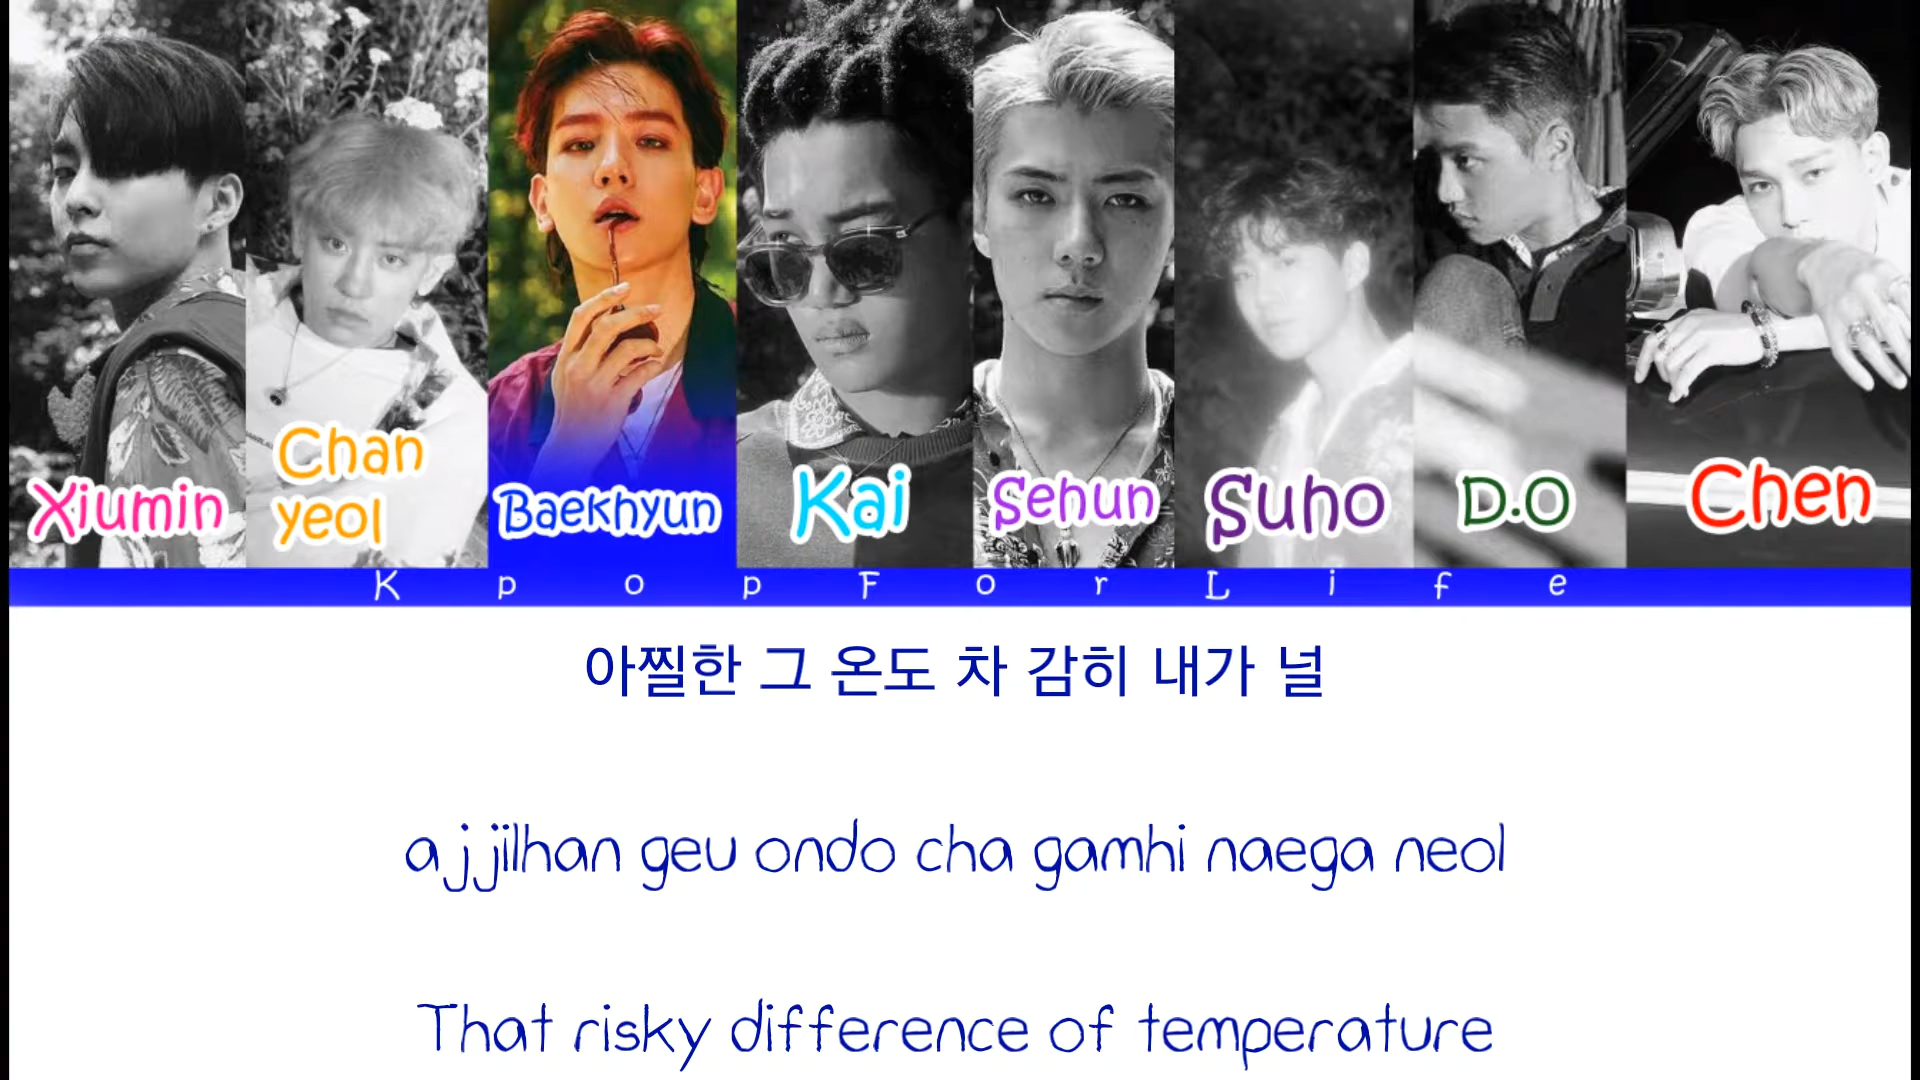 Xiumin
Chan
yeol
Baekhyun
Kai
Sehun
Suho
D.O
Chen
KpopForLife
아찔한 그 온도 차 감히 내가 널
ajjilhan geu ondo cha gamhi naega neol
That risky difference of temperature